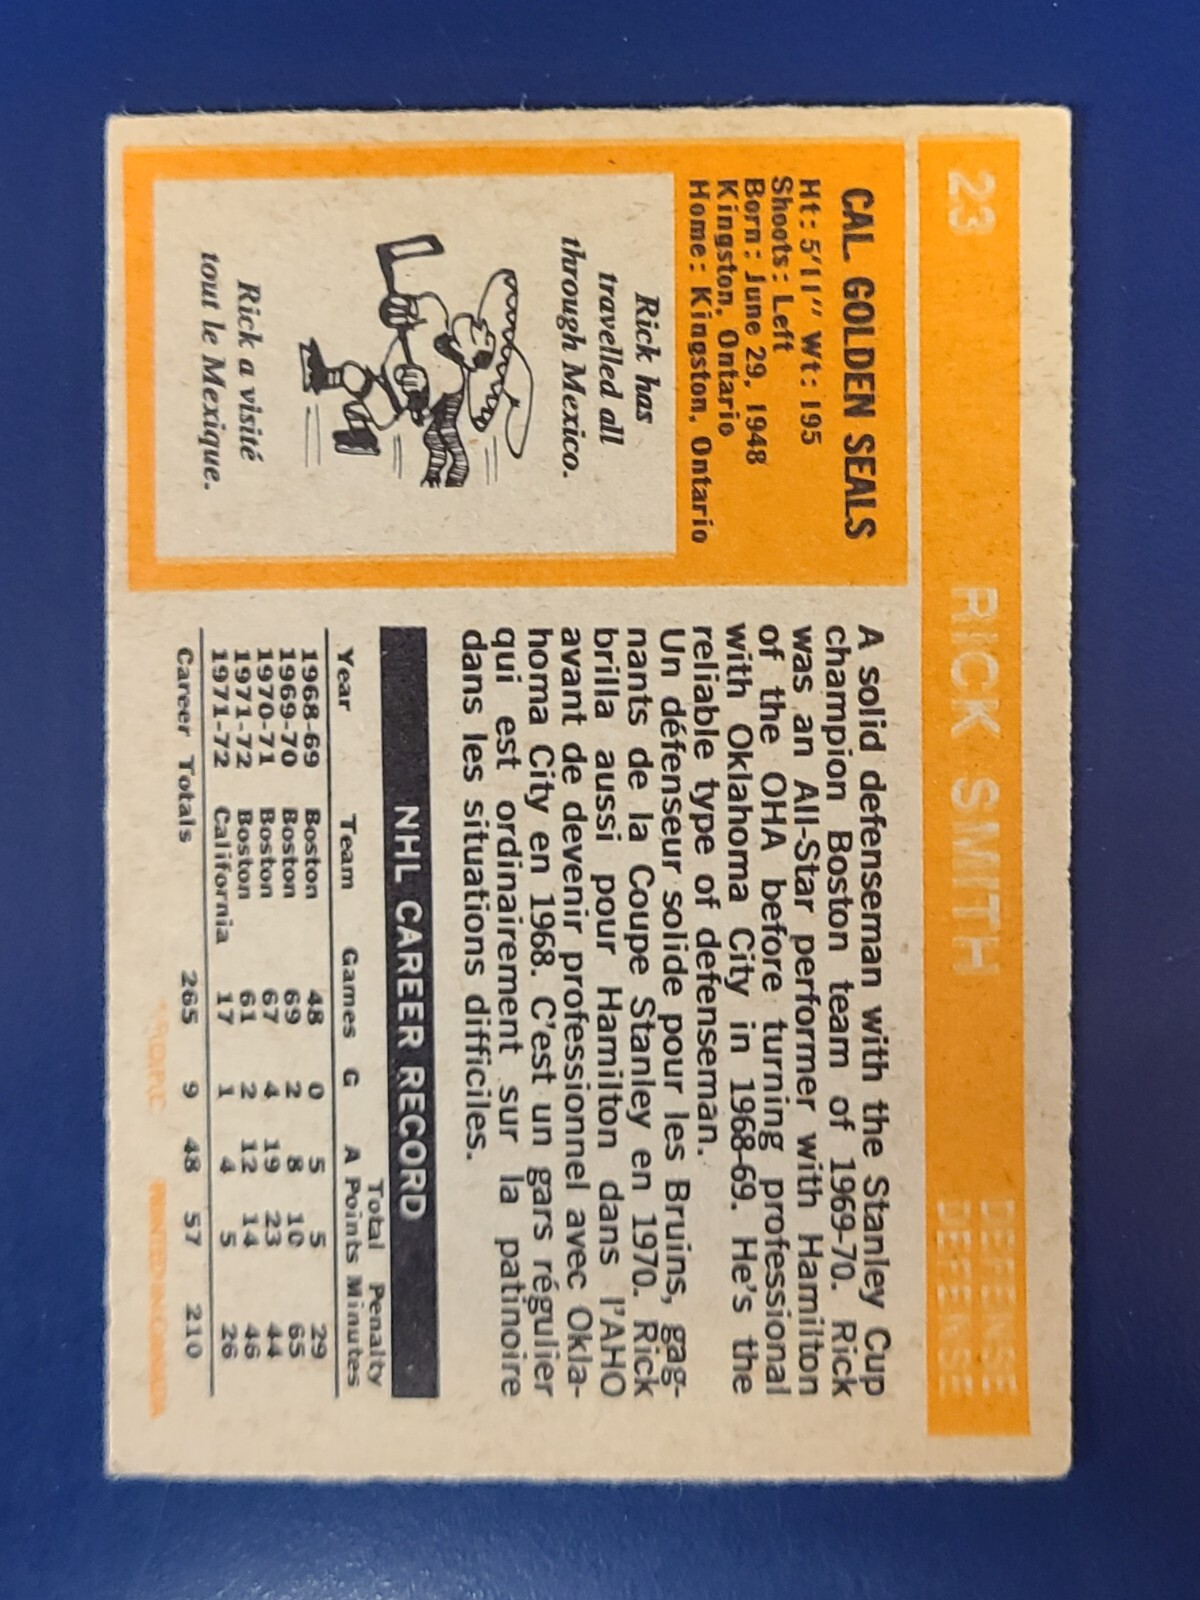 23 RICK SMITH DEFENSE
DEFENSE
CAL. GOLDEN SEALS
Ht: 5'11" Wt: 195
Shoots: Left
Born: June 29, 1948
Kingston, Ontario
Home: Kingston, Ontario
Rick has
travelled all
through Mexico.
Rick a visité
tout le Mexique.
A solid defenseman with the Stanley Cup
champion Boston team of 1969-70. Rick
was an All-Star performer with Hamilton
of the OHA before turning professional
with Oklahoma City in 1968-69. He's the
reliable type of defenseman.
Un défenseur solide pour les Bruins, gag-
nants de la Coupe Stanley en 1970. Rick
brilla aussi pour Hamilton dans l'AHO
avant de devenir professionnel avec Okla-
homa City en 1968. C'est un gars régulier
qui est ordinairement sur la patinoire
dans les situations difficiles.
NHL CAREER RECORD
Total Penalty
Year Team Games G A Points Minutes
1968-69 Boston 48 0 5 5 29
1969-70 Boston 69 2 8 10 65
1970-71 Boston 67 4 19 23 44
1971-72 Boston 61 2 12 14 46
1971-72 California 17 1 4 5 26
Career Totals 265 9 48 57 210